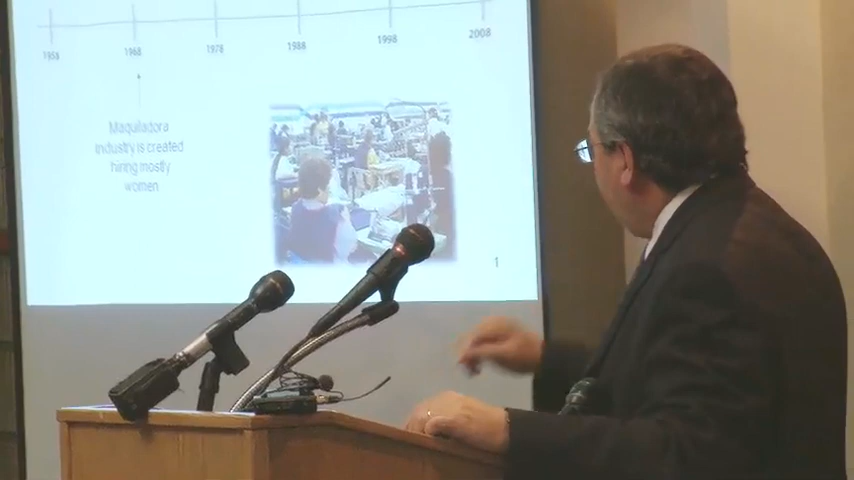 1958 1968 1978 1988 1998 2008
Maquiladora
industry is created
hiring mostly
women
1